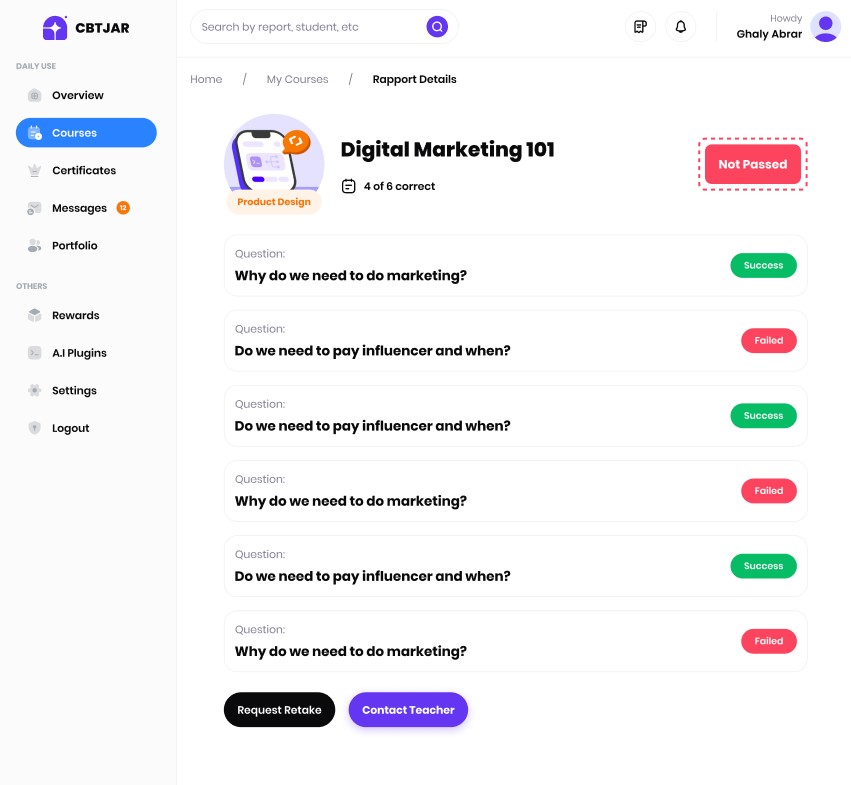 CBTJAR
DAILY USE
Overview
Courses
Certificates
Messages 12
Portfolio
OTHERS
Rewards
A.I Plugins
Settings
Logout
Search by report, student, etc
Howdy
Ghaly Abrar
Home / My Courses / Rapport Details
Product Design
Digital Marketing 101
4 of 6 correct
Not Passed
Question:
Why do we need to do marketing?
Success
Question:
Do we need to pay influencer and when?
Failed
Question:
Do we need to pay influencer and when?
Success
Question:
Why do we need to do marketing?
Failed
Question:
Do we need to pay influencer and when?
Success
Question:
Why do we need to do marketing?
Failed
Request Retake
Contact Teacher